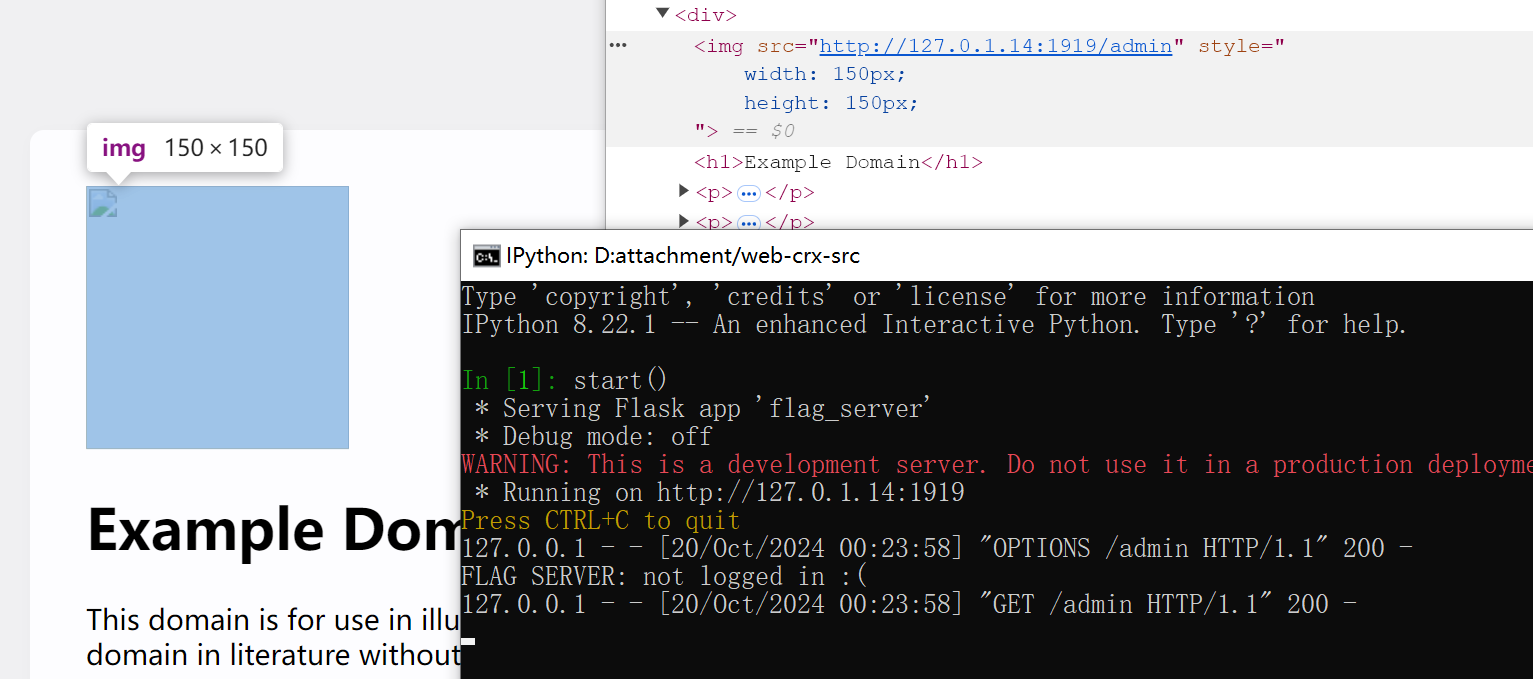 <div>
<img src="http://127.0.1.14:1919/admin" style="
width: 150px;
height: 150px;
"> == $0
<h1>Example Domain</h1>
<p> ••• </p>
<p> ••• </p>
img 150 × 150
Example Dom
This domain is for use in illu
domain in literature without
IPython: D:attachment/web-crx-src
Type 'copyright', 'credits' or 'license' for more information
IPython 8.22.1 -- An enhanced Interactive Python. Type '?' for help.
In [1]: start()
* Serving Flask app 'flag_server'
* Debug mode: off
WARNING: This is a development server. Do not use it in a production deployme
* Running on http://127.0.1.14:1919
Press CTRL+C to quit
127.0.0.1 - - [20/Oct/2024 00:23:58] "OPTIONS /admin HTTP/1.1" 200 -
FLAG SERVER: not logged in :(
127.0.0.1 - - [20/Oct/2024 00:23:58] "GET /admin HTTP/1.1" 200 -